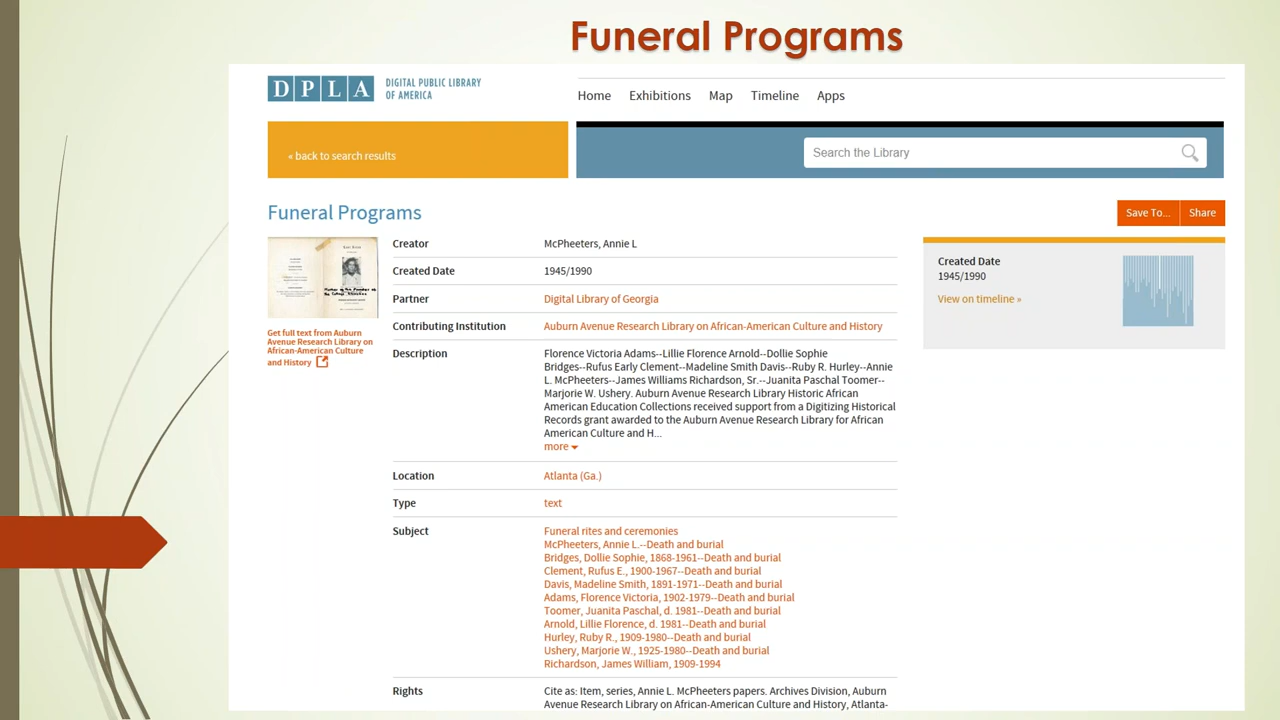 Funeral Programs
DPLA DIGITAL PUBLIC LIBRARY
OF AMERICA
Home Exhibitions Map Timeline Apps
« back to search results
Search the Library
Funeral Programs
Save To... Share
Get full text from Auburn
Avenue Research Library on
African-American Culture
and History
Creator McPheeters, Annie L
Created Date 1945/1990
Partner Digital Library of Georgia
Contributing Institution Auburn Avenue Research Library on African-American Culture and History
Description Florence Victoria Adams--Lillie Florence Arnold--Dollie Sophie
Bridges--Rufus Early Clement--Madeline Smith Davis--Ruby R. Hurley--Annie
L. McPheeters--James Williams Richardson, Sr.--Juanita Paschal Toomer--
Marjorie W. Ushery. Auburn Avenue Research Library Historic African
American Education Collections received support from a Digitizing Historical
Records grant awarded to the Auburn Avenue Research Library for African
American Culture and H...
more
Location Atlanta (Ga.)
Type text
Subject Funeral rites and ceremonies
McPheeters, Annie L.--Death and burial
Bridges, Dollie Sophie, 1868-1961--Death and burial
Clement, Rufus E., 1900-1967--Death and burial
Davis, Madeline Smith, 1891-1971--Death and burial
Adams, Florence Victoria, 1902-1979--Death and burial
Toomer, Juanita Paschal, d. 1981--Death and burial
Arnold, Lillie Florence, d. 1981--Death and burial
Hurley, Ruby R., 1909-1980--Death and burial
Ushery, Marjorie W., 1925-1980--Death and burial
Richardson, James William, 1909-1994
Rights Cite as: Item, series, Annie L. McPheeters papers. Archives Division, Auburn
Avenue Research Library on African-American Culture and History, Atlanta-
Created Date
1945/1990
View on timeline »